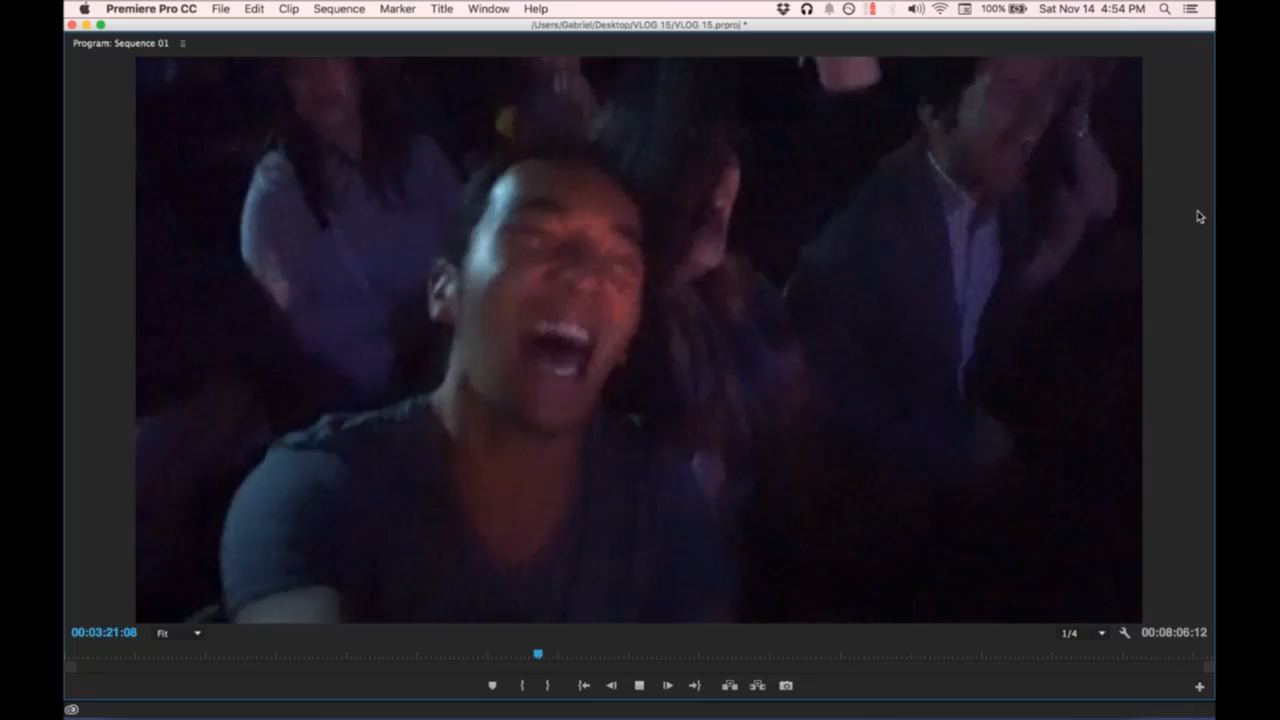 Premiere Pro CC File Edit Clip Sequence Marker Title Window Help 100% Sat Nov 14 4:54 PM
/Users/Gabriel/Desktop/VLOG 15/VLOG 15.prproj *
Program: Sequence 01
00:03:21:08 Fit 1/4 00:08:06:12